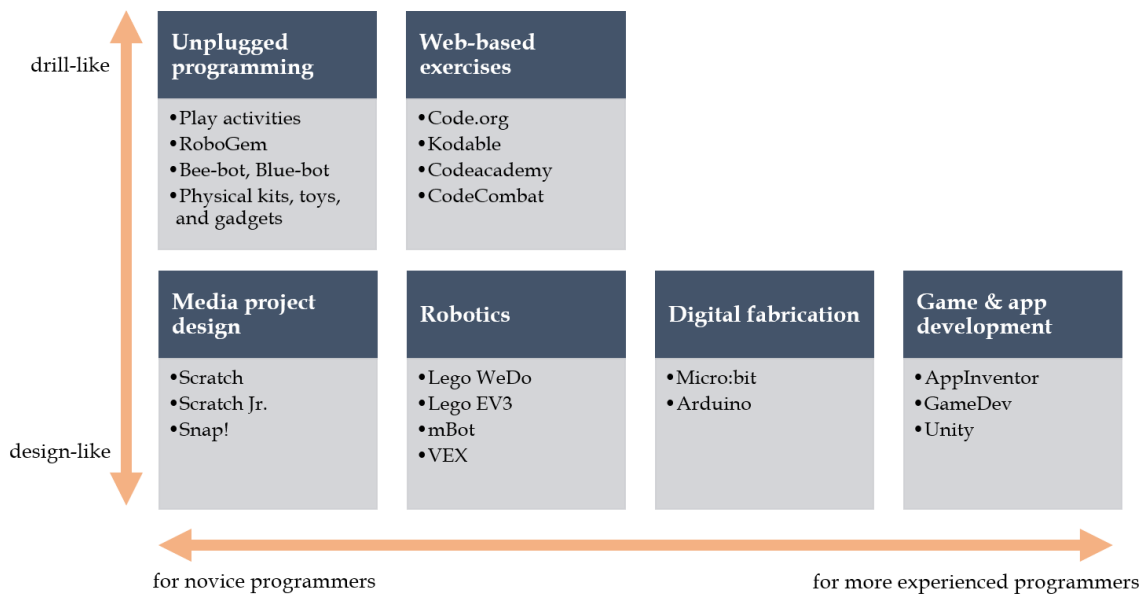 drill-like
Unplugged
programming
•Play activities
•RoboGem
•Bee-bot, Blue-bot
•Physical kits, toys,
and gadgets
Web-based
exercises
•Code.org
•Kodable
•Codeacademy
•CodeCombat
design-like
Media project
design
•Scratch
•Scratch Jr.
•Snap!
Robotics
•Lego WeDo
•Lego EV3
•mBot
•VEX
Digital fabrication
•Micro:bit
•Arduino
Game & app
development
•AppInventor
•GameDev
•Unity
for novice programmers
for more experienced programmers